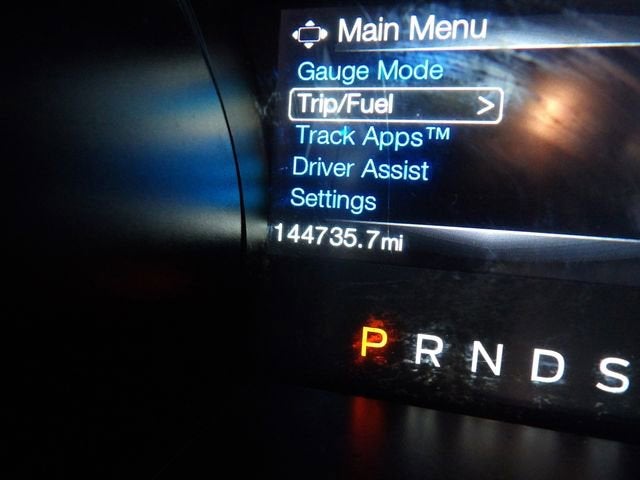 Main Menu
Gauge Mode
Trip/Fuel >
Track Apps™
Driver Assist
Settings
144735.7mi
P R N D S